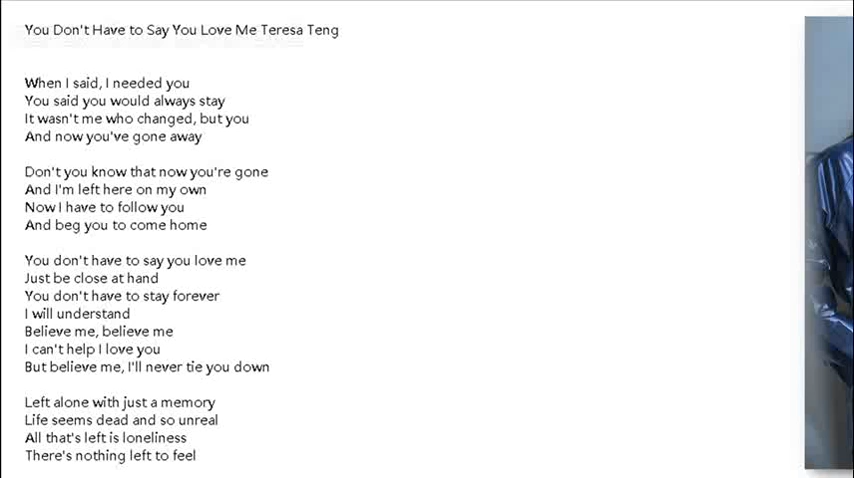 You Don't Have to Say You Love Me Teresa Teng
When I said, I needed you
You said you would always stay
It wasn't me who changed, but you
And now you've gone away
Don't you know that now you're gone
And I'm left here on my own
Now I have to follow you
And beg you to come home
You don't have to say you love me
Just be close at hand
You don't have to stay forever
I will understand
Believe me, believe me
I can't help I love you
But believe me, I'll never tie you down
Left alone with just a memory
Life seems dead and so unreal
All that's left is loneliness
There's nothing left to feel